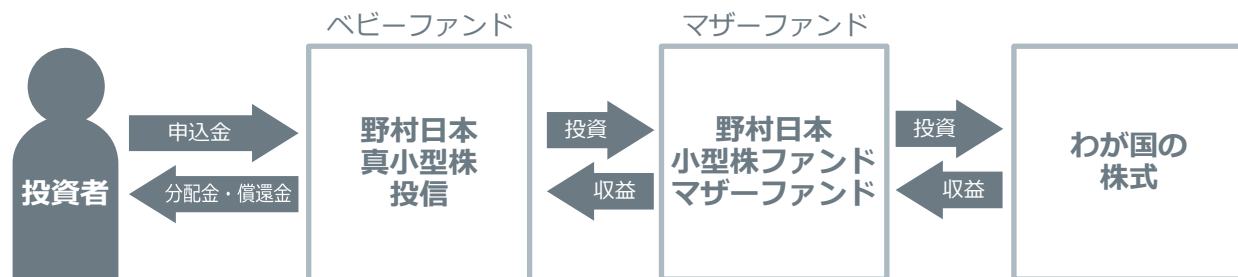 ベビーファンド
マザーファンド
投資者
申込金
分配金・償還金
野村日本
真小型株
投信
投資
収益
野村日本
小型株ファンド
マザーファンド
投資
収益
わが国の
株式